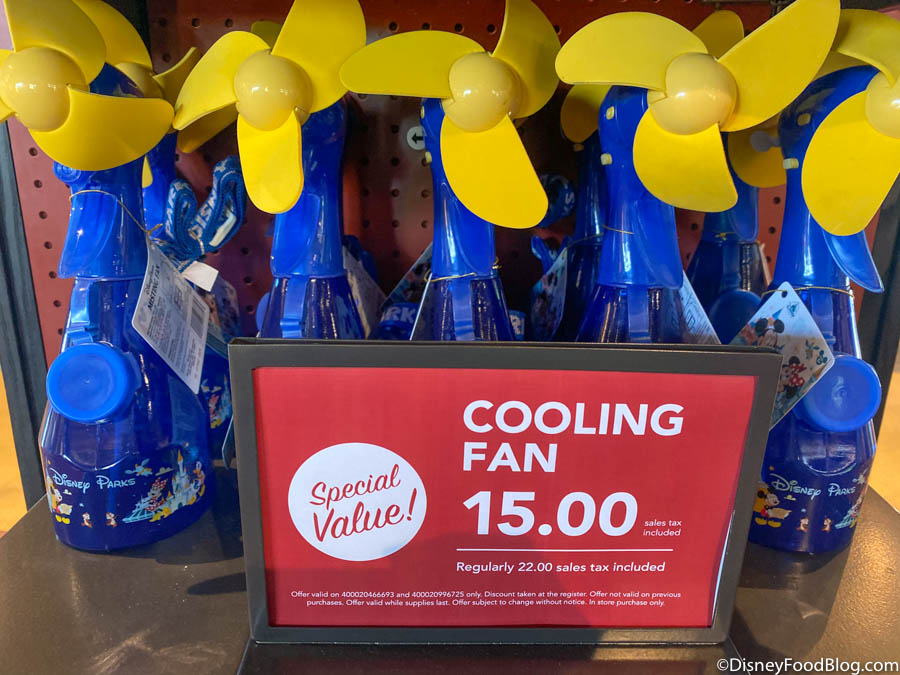 DISNEY
Disney Parks
Special
Value!
COOLING
FAN
15.00 sales tax
included
Regularly 22.00 sales tax included
Offer valid on 400020466693 and 400020996725 only. Discount taken at the register. Offer not valid on previous
purchases. Offer valid while supplies last. Offer subject to change without notice. In store purchase only.
Disney Parks
©DisneyFoodBlog.com